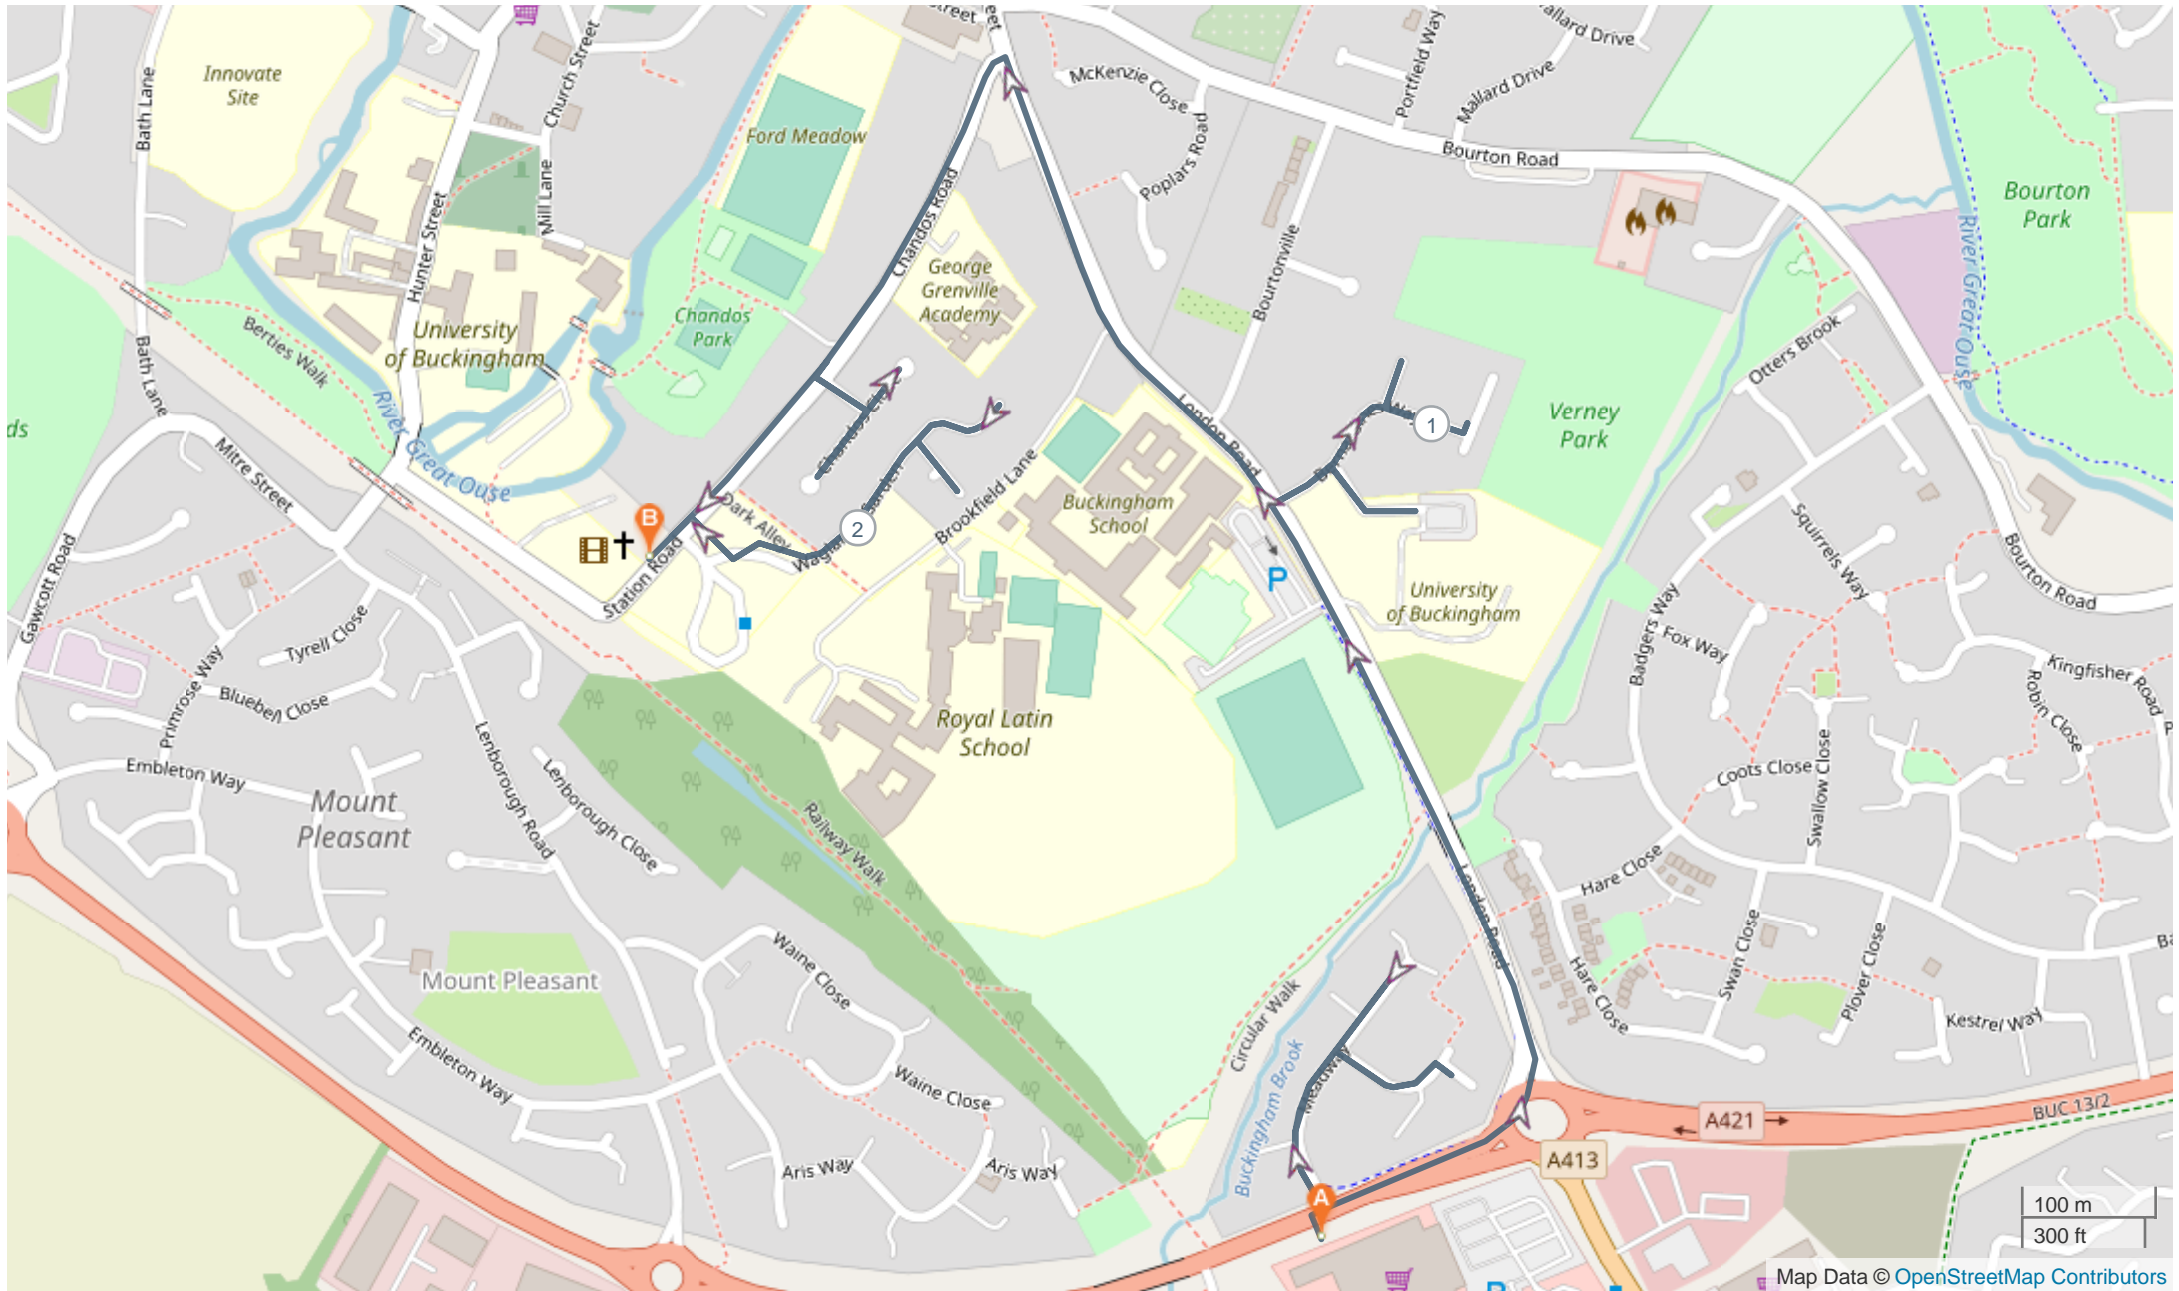 Innovate
Site
Bath Lane
Church Street
Street
McKenzie Close
Portfield Way
Mallard Drive
Bourton Road
Poplars Road
Ford Meadow
Mill Lane
Hunter Street
Chandos Road
Bourtonville
Bourton
Park
River Great Ouse
George
Grenville
Academy
Chandos
Park
University
of Buckingham
Berties Walk
Bath Lane
River Great Ouse
Otters Brook
Verney
Park
1
London Road
Mitre Street
2
Dark Alley
Brookfield Lane
Buckingham
School
B
Station Road
P
University
of Buckingham
Gawcott Road
Tyrell Close
Primrose Way
Bluebell Close
Squirrels Way
Bourton Road
Badgers Way
Fox Way
Kingfisher Road
Robin Close
Royal Latin
School
Embleton Way
Mount
Pleasant
Lenborough Road
Lenborough Close
Railway Walk
Coots Close
Swallow Close
Hare Close
London Road
Mount Pleasant
Waine Close
Hare Close
Swan Close
Plover Close
Kestrel Way
Circular Walk
Buckingham Brook
Meadway
Embleton Way
Waine Close
Aris Way
Aris Way
A
A421
BUC 13/2
A413
100 m
300 ft
Map Data © OpenStreetMap Contributors